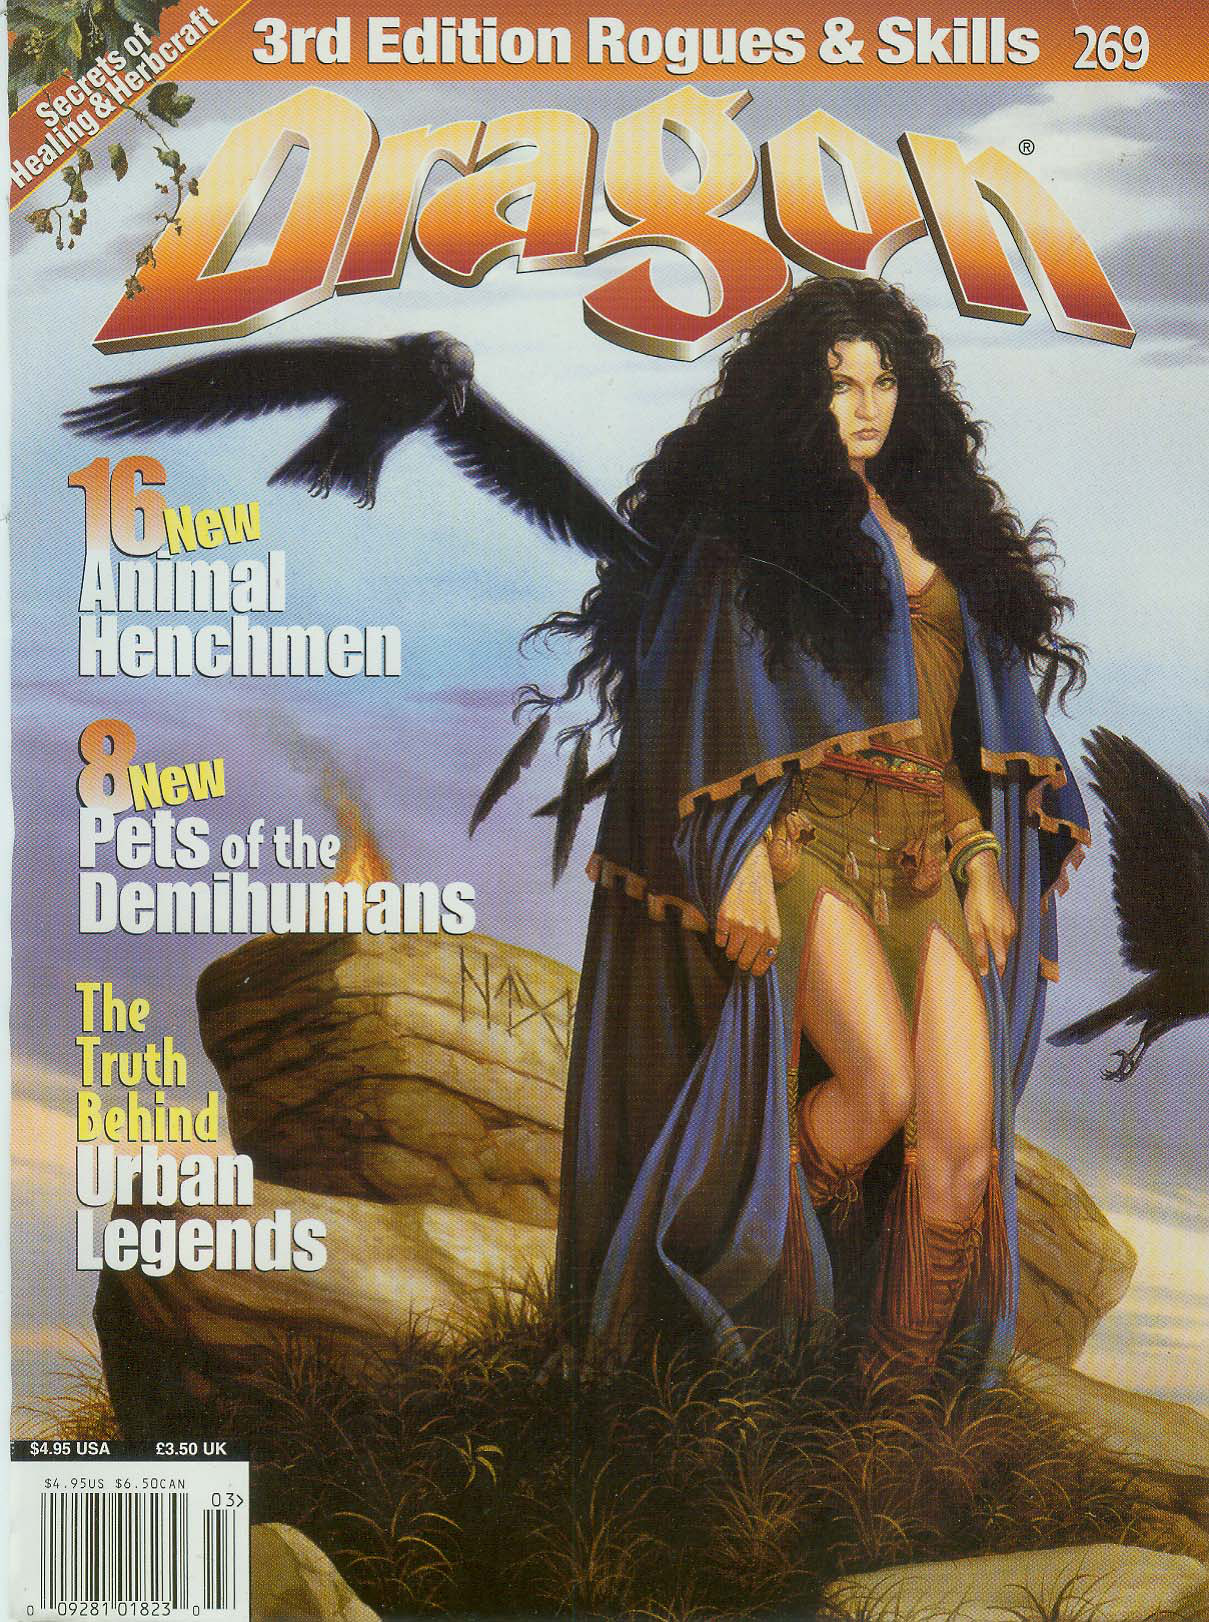 3rd Edition Rogues & Skills 269
Secrets of
Healing & Herbcraft
Dragon®
16 New
Animal
Henchmen
8 New
Pets of the
Demihumans
The
Truth
Behind
Urban
Legends
$4.95 USA £3.50 UK
$4.95US $6.50CAN
03>
0 09281 01823 0